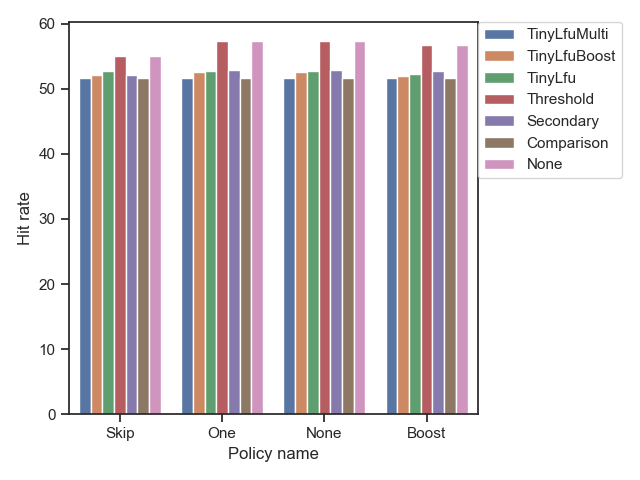 60
50
40
30
20
10
0
Hit rate
Skip
One
None
Boost
Policy name
TinyLfuMulti
TinyLfuBoost
TinyLfu
Threshold
Secondary
Comparison
None